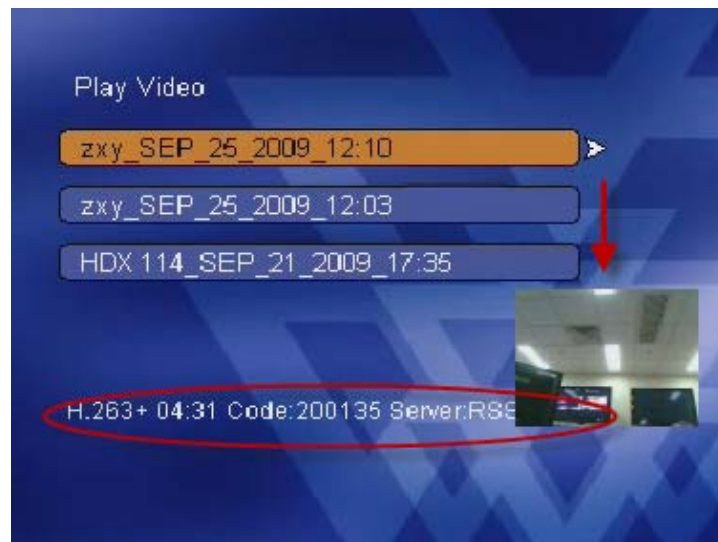 Play Video
zxy_SEP_25_2009_12:10
zxy_SEP_25_2009_12:03
HDX 114_SEP_21_2009_17:35
H.263+ 04:31 Code:200135 Server:RSS